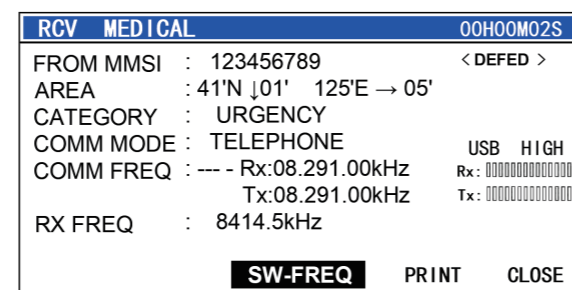 RCV MEDICAL 00H00M02S
FROM MMSI : 123456789 < DEFED >
AREA : 41'N ↓01' 125'E → 05'
CATEGORY : URGENCY
COMM MODE : TELEPHONE USB HIGH
COMM FREQ : --- - Rx:08.291.00kHz Rx:
Tx:08.291.00kHz Tx:
RX FREQ : 8414.5kHz
SW-FREQ PRINT CLOSE